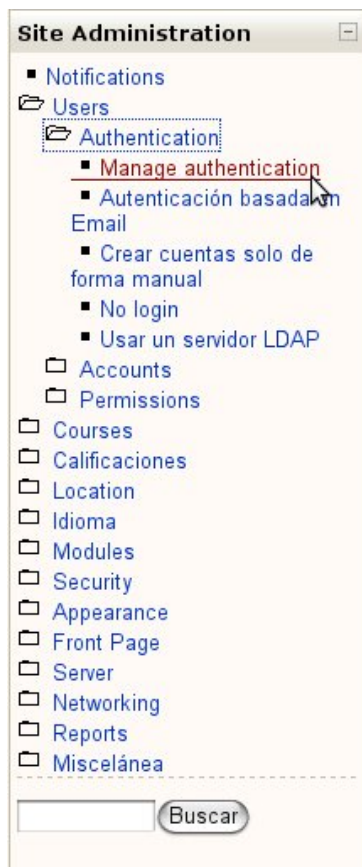 Site Administration
Notifications
Users
Authentication
Manage authentication
Autenticación basada
Email
Crear cuentas solo de
forma manual
No login
Usar un servidor LDAP
Accounts
Permissions
Courses
Calificaciones
Location
Idioma
Modules
Security
Appearance
Front Page
Server
Networking
Reports
Miscelánea
Buscar